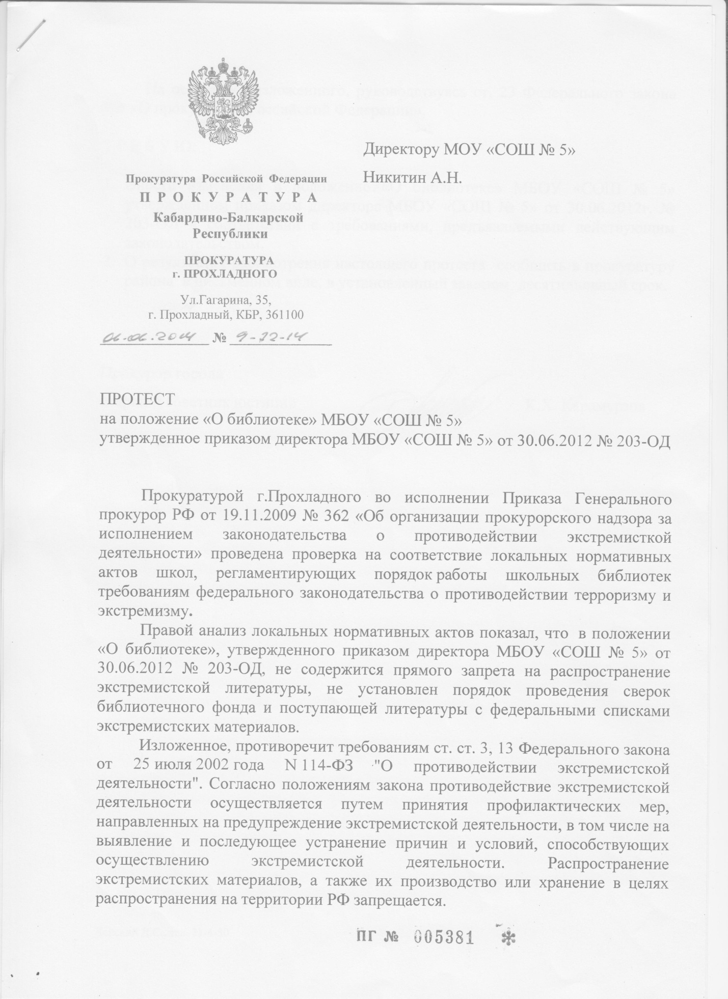 Директору МОУ «СОШ № 5»
Никитин А.Н.
Прокуратура Российской Федерации
П Р О К У Р А Т У Р А
Кабардино-Балкарской
Республики
ПРОКУРАТУРА
г. ПРОХЛАДНОГО
Ул.Гагарина, 35,
г. Прохладный, КБР, 361100
06.06.2014 № 9-22-14
ПРОТЕСТ
на положение «О библиотеке» МБОУ «СОШ № 5»
утвержденное приказом директора МБОУ «СОШ № 5» от 30.06.2012 № 203-ОД
Прокуратурой г.Прохладного во исполнении Приказа Генерального
прокурор РФ от 19.11.2009 № 362 «Об организации прокурорского надзора за
исполнением законодательства о противодействии экстремисткой
деятельности» проведена проверка на соответствие локальных нормативных
актов школ, регламентирующих порядок работы школьных библиотек
требованиям федерального законодательства о противодействии терроризму и
экстремизму.
Правой анализ локальных нормативных актов показал, что в положении
«О библиотеке», утвержденного приказом директора МБОУ «СОШ № 5» от
30.06.2012 № 203-ОД, не содержится прямого запрета на распространение
экстремистской литературы, не установлен порядок проведения сверок
библиотечного фонда и поступающей литературы с федеральными списками
экстремистских материалов.
Изложенное, противоречит требованиям ст. ст. 3, 13 Федерального закона
от 25 июля 2002 года N 114-ФЗ "О противодействии экстремистской
деятельности". Согласно положениям закона противодействие экстремистской
деятельности осуществляется путем принятия профилактических мер,
направленных на предупреждение экстремистской деятельности, в том числе на
выявление и последующее устранение причин и условий, способствующих
осуществлению экстремистской деятельности. Распространение
экстремистских материалов, а также их производство или хранение в целях
распространения на территории РФ запрещается.
ПГ № 005381 *